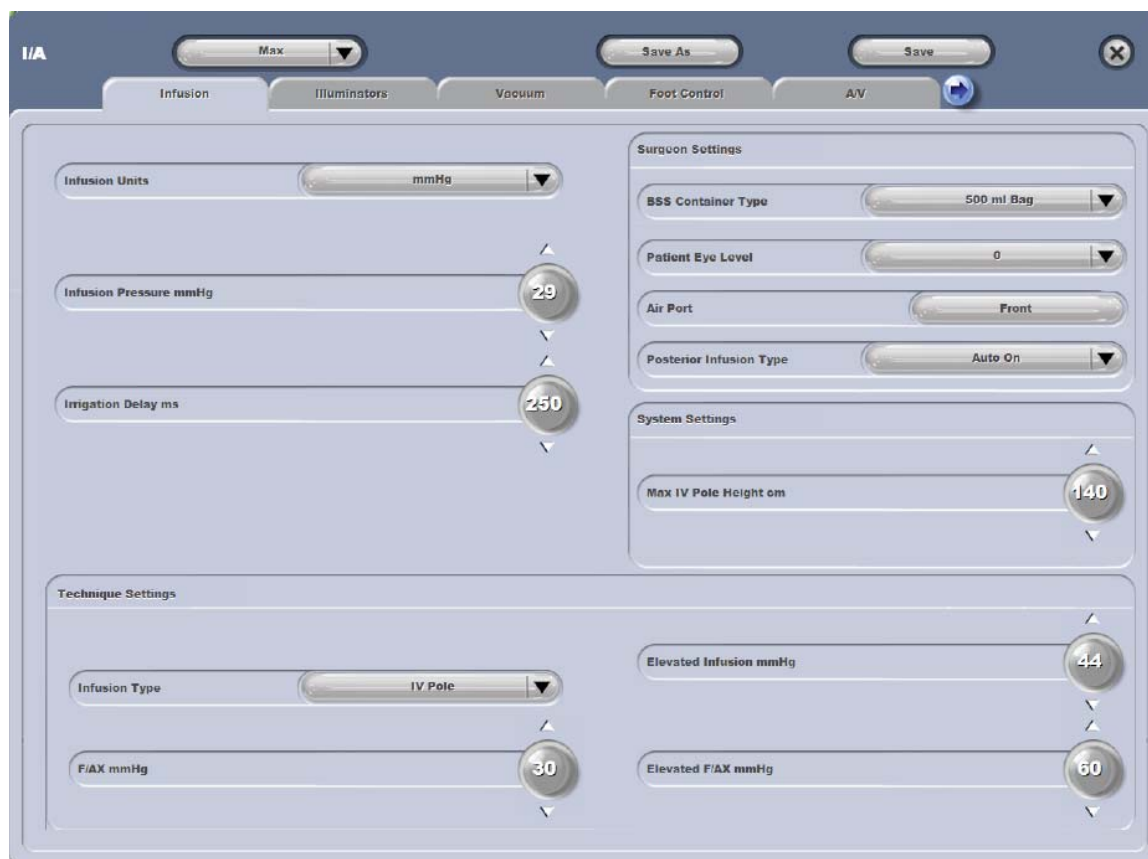 I/A
Max
Save As
Save
Infusion
Illuminators
Vacuum
Foot Control
A/V
Infusion Units
mmHg
Infusion Pressure mmHg
29
Irrigation Delay ms
250
Surgeon Settings
BSS Container Type
500 ml Bag
Patient Eye Level
0
Air Port
Front
Posterior Infusion Type
Auto On
System Settings
Max IV Pole Height cm
140
Technique Settings
Infusion Type
IV Pole
F/AX mmHg
30
Elevated Infusion mmHg
44
Elevated F/AX mmHg
60